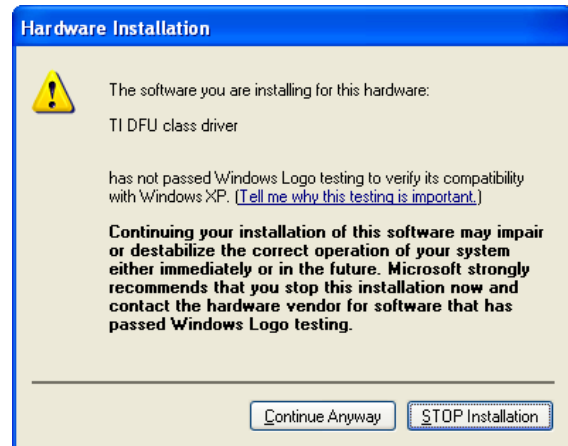 Hardware Installation
The software you are installing for this hardware:
TI DFU class driver
has not passed Windows Logo testing to verify its compatibility
with Windows XP. (Tell me why this testing is important.)
Continuing your installation of this software may impair
or destabilize the correct operation of your system
either immediately or in the future. Microsoft strongly
recommends that you stop this installation now and
contact the hardware vendor for software that has
passed Windows Logo testing.
Continue Anyway
STOP Installation